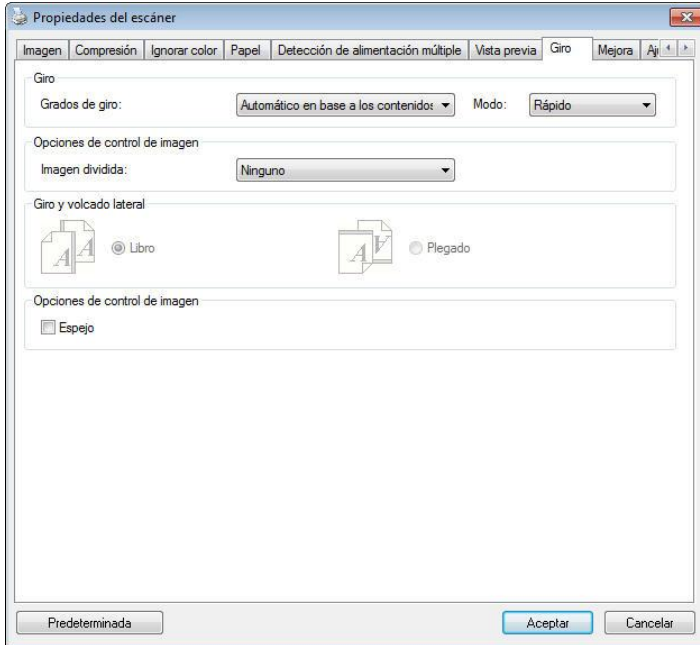 Propiedades del escáner
Imagen Compresión Ignorar color Papel Detección de alimentación múltiple Vista previa Giro Mejora Aj
Giro
Grados de giro: Automático en base a los contenidos Modo: Rápido
Opciones de control de imagen
Imagen dividida: Ninguno
Giro y volcado lateral
A A Libro A A Plegado
Opciones de control de imagen
Espejo
Predeterminada Aceptar Cancelar